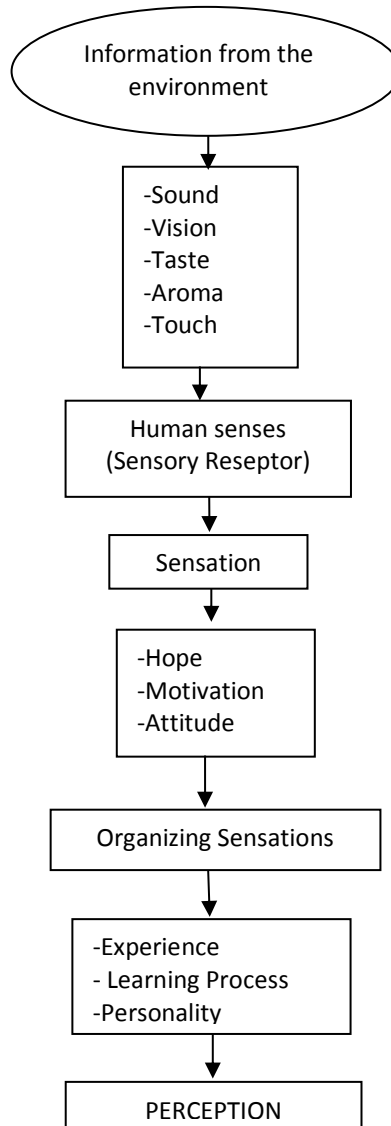 Information from the
environment
-Sound
-Vision
-Taste
-Aroma
-Touch
Human senses
(Sensory Reseptor)
Sensation
-Hope
-Motivation
-Attitude
Organizing Sensations
-Experience
- Learning Process
-Personality
PERCEPTION